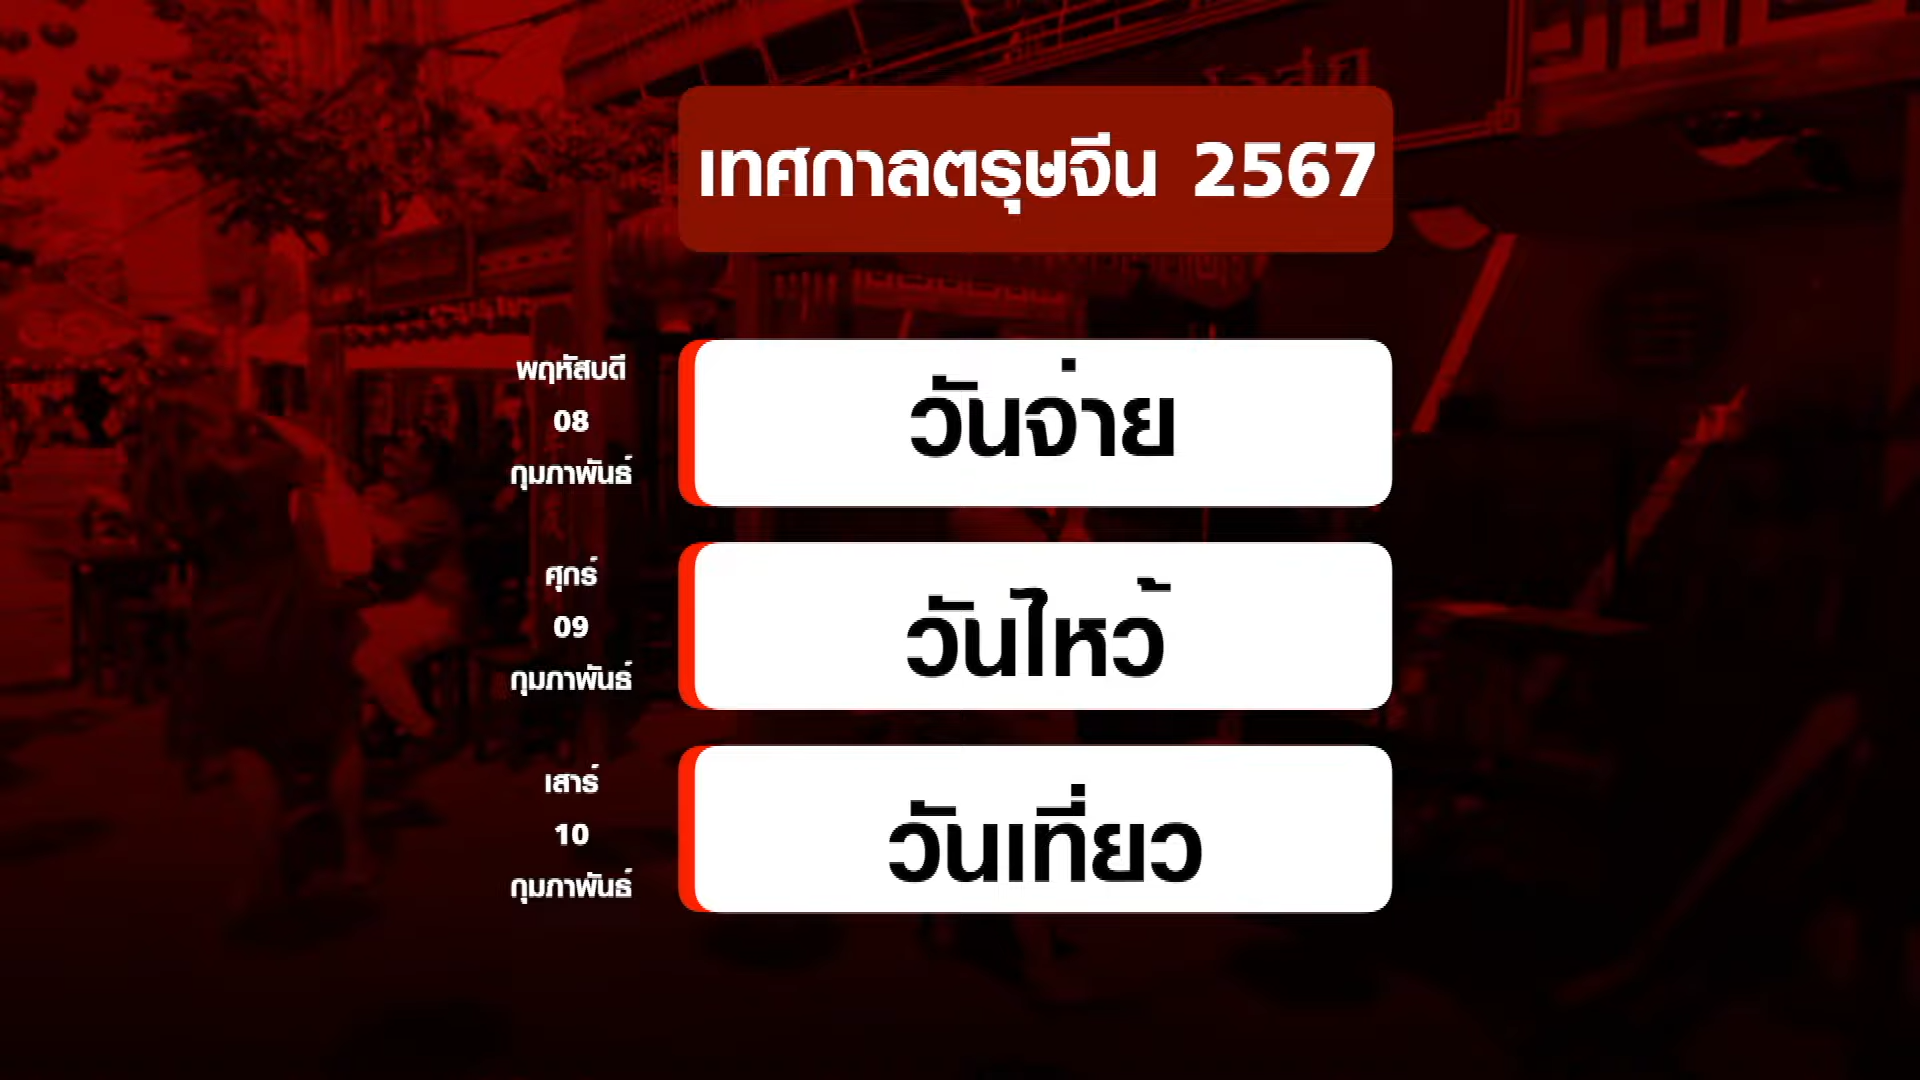 เทศกาลตรุษจีน 2567
พฤหัสบดี
08
กุมภาพันธ์
วันจ่าย
ศุกร์
09
กุมภาพันธ์
วันไหว้
เสาร์
10
กุมภาพันธ์
วันเที่ยว